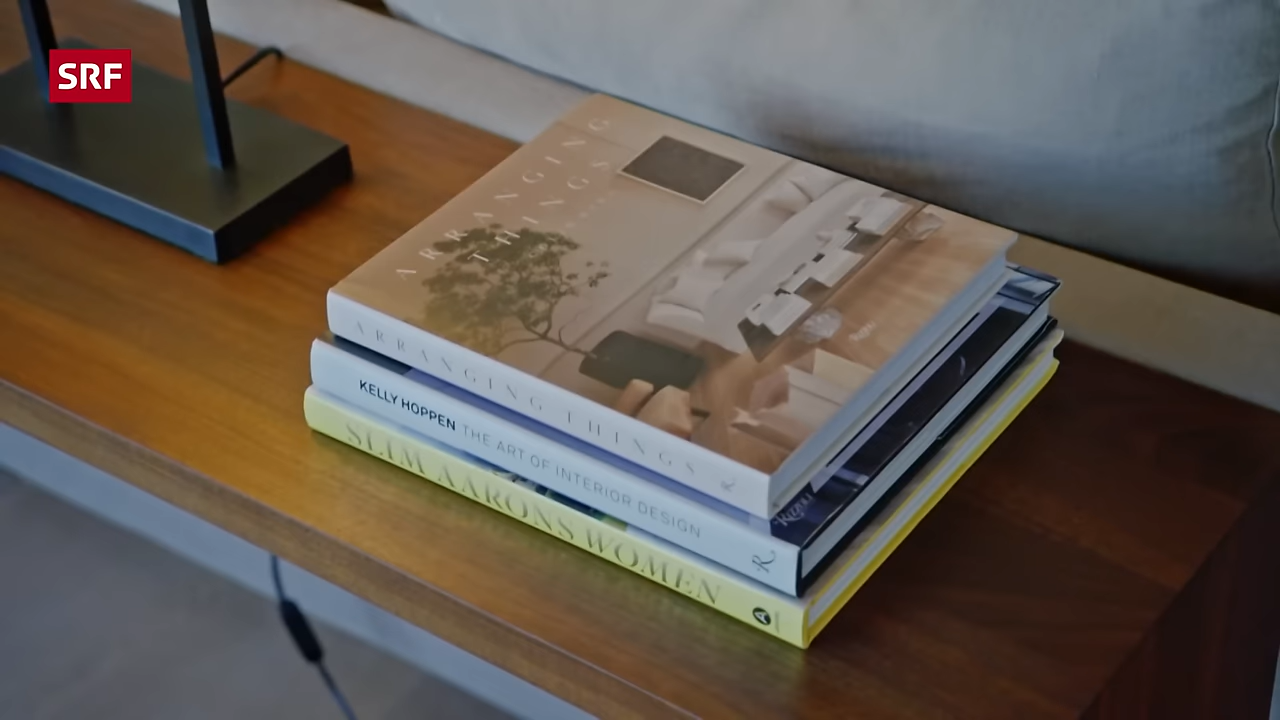 SRF
ARRANGING
THINGS
ARRANGING THINGS
KELLY HOPPEN THE ART OF INTERIOR DESIGN
SLIM AARONS WOMEN